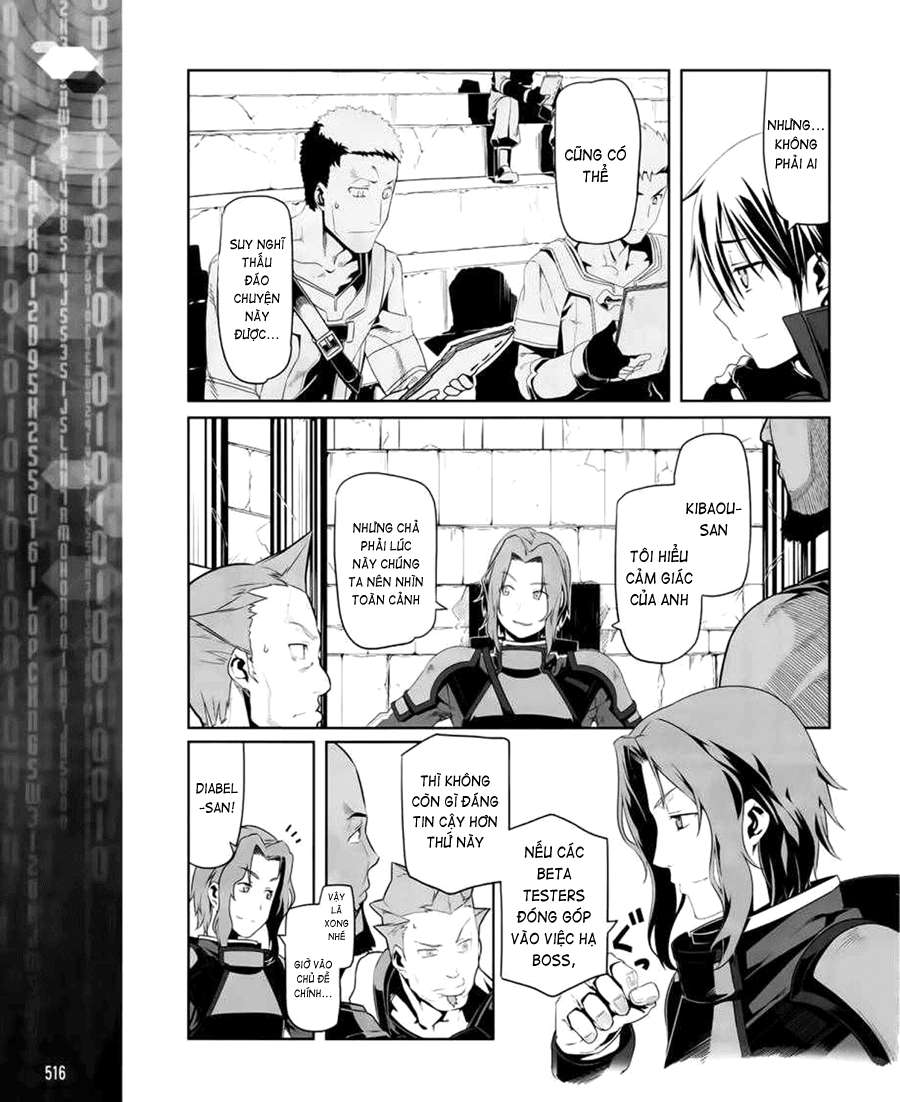 NHƯNG...
KHÔNG
PHẢI AI
CŨNG CÓ
THỂ
SUY NGHĨ
THẤU
ĐÁO
CHUYỆN
NÀY
ĐƯỢC...
KIBAOU-
SAN
TÔI HIỂU
CẢM GIÁC
CỦA ANH
NHƯNG CHẢ
PHẢI LÚC
NÀY CHÚNG
TA NÊN NHÌN
TOÀN CẢNH
NẾU CÁC
BETA
TESTERS
ĐÓNG GÓP
VÀO VIỆC HẠ
BOSS,
THÌ KHÔNG
CÒN GÌ ĐÁNG
TIN CẬY HƠN
THỨ NÀY
VẬY
LÀ
XONG
NHÉ
GIỜ VÀO
CHỦ ĐỀ
CHÍNH...
DIABEL
-SAN!
516